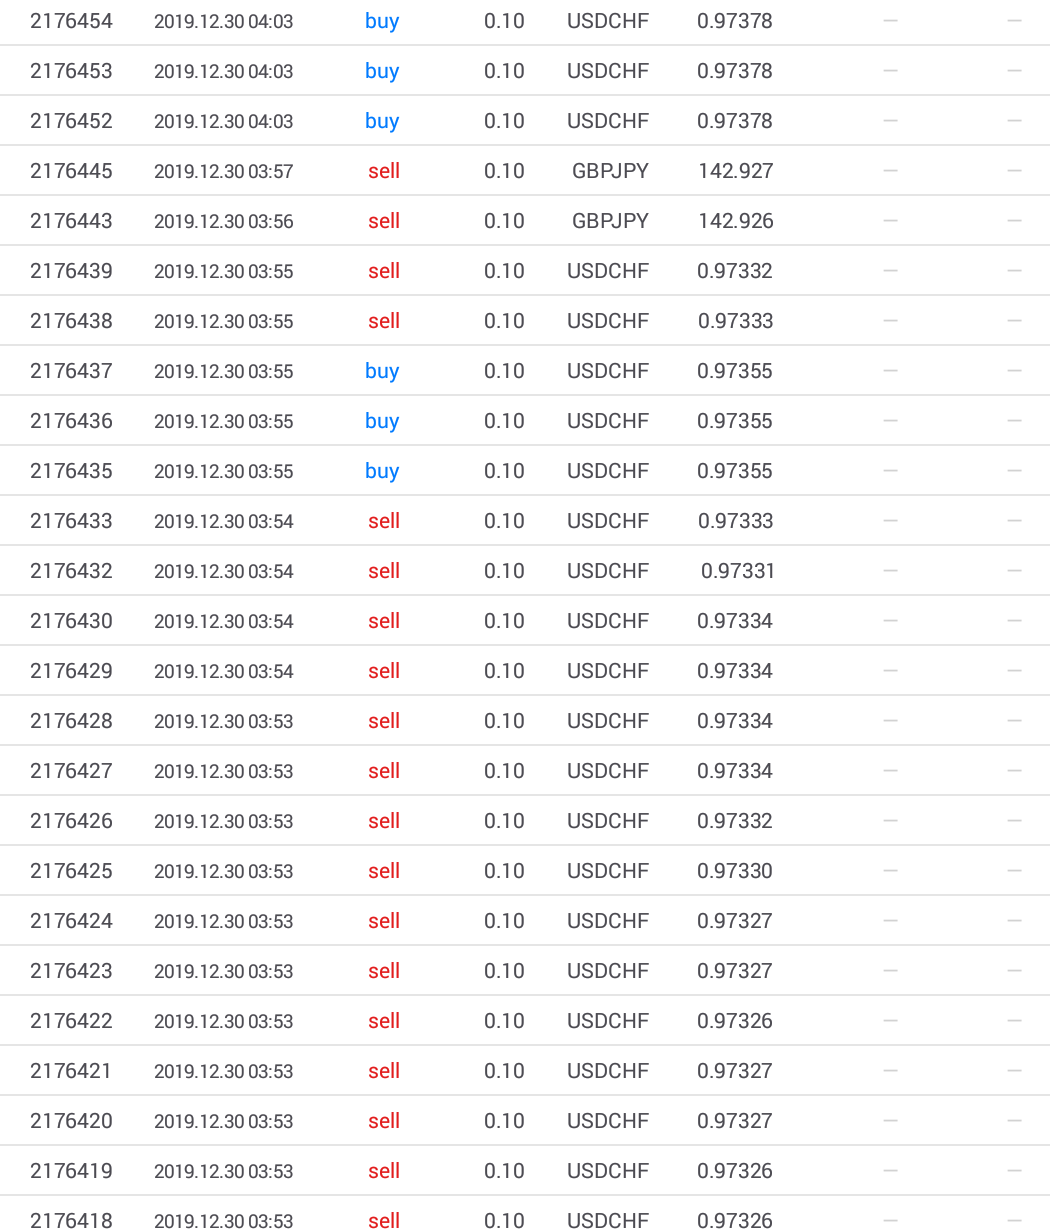 2176454 2019.12.30 04:03 buy 0.10 USDCHF 0.97378 — —
2176453 2019.12.30 04:03 buy 0.10 USDCHF 0.97378 — —
2176452 2019.12.30 04:03 buy 0.10 USDCHF 0.97378 — —
2176445 2019.12.30 03:57 sell 0.10 GBPJPY 142.927 — —
2176443 2019.12.30 03:56 sell 0.10 GBPJPY 142.926 — —
2176439 2019.12.30 03:55 sell 0.10 USDCHF 0.97332 — —
2176438 2019.12.30 03:55 sell 0.10 USDCHF 0.97333 — —
2176437 2019.12.30 03:55 buy 0.10 USDCHF 0.97355 — —
2176436 2019.12.30 03:55 buy 0.10 USDCHF 0.97355 — —
2176435 2019.12.30 03:55 buy 0.10 USDCHF 0.97355 — —
2176433 2019.12.30 03:54 sell 0.10 USDCHF 0.97333 — —
2176432 2019.12.30 03:54 sell 0.10 USDCHF 0.97331 — —
2176430 2019.12.30 03:54 sell 0.10 USDCHF 0.97334 — —
2176429 2019.12.30 03:54 sell 0.10 USDCHF 0.97334 — —
2176428 2019.12.30 03:53 sell 0.10 USDCHF 0.97334 — —
2176427 2019.12.30 03:53 sell 0.10 USDCHF 0.97334 — —
2176426 2019.12.30 03:53 sell 0.10 USDCHF 0.97332 — —
2176425 2019.12.30 03:53 sell 0.10 USDCHF 0.97330 — —
2176424 2019.12.30 03:53 sell 0.10 USDCHF 0.97327 — —
2176423 2019.12.30 03:53 sell 0.10 USDCHF 0.97327 — —
2176422 2019.12.30 03:53 sell 0.10 USDCHF 0.97326 — —
2176421 2019.12.30 03:53 sell 0.10 USDCHF 0.97327 — —
2176420 2019.12.30 03:53 sell 0.10 USDCHF 0.97327 — —
2176419 2019.12.30 03:53 sell 0.10 USDCHF 0.97326 — —
2176418 2019.12.30 03:53 sell 0.10 USDCHF 0.97326 — —